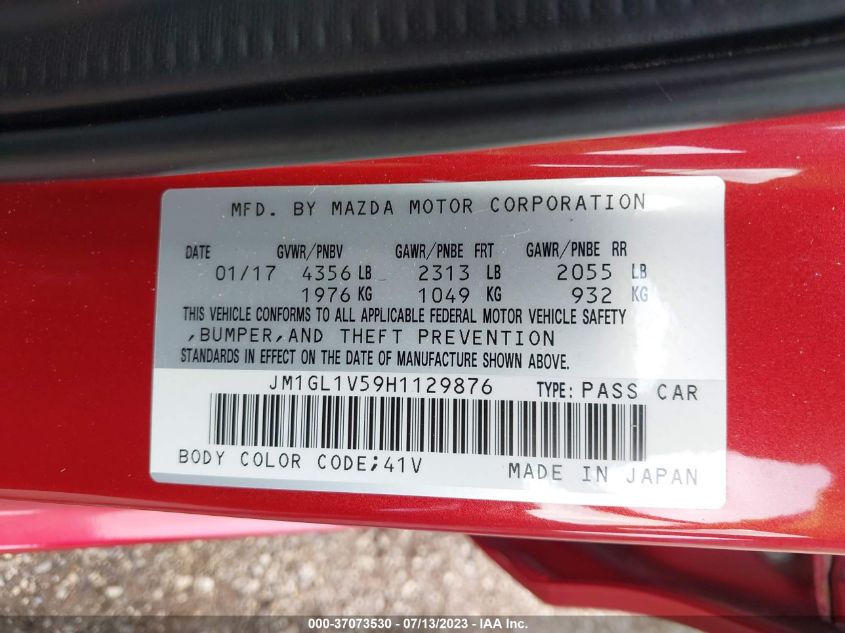 MFD. BY MAZDA MOTOR CORPORATION
DATE GVWR/PNBV GAWR/PNBE FRT GAWR/PNBE RR
01/17 4356 LB 2313 LB 2055 LB
1976 KG 1049 KG 932 KG
THIS VEHICLE CONFORMS TO ALL APPLICABLE FEDERAL MOTOR VEHICLE SAFETY
,BUMPER,AND THEFT PREVENTION
STANDARDS IN EFFECT ON THE DATE OF MANUFACTURE SHOWN ABOVE.
JM1GL1V59H1129876 TYPE: PASS CAR
BODY COLOR CODE;41V MADE IN JAPAN
000-37073530 - 07/13/2023 - IAA Inc.